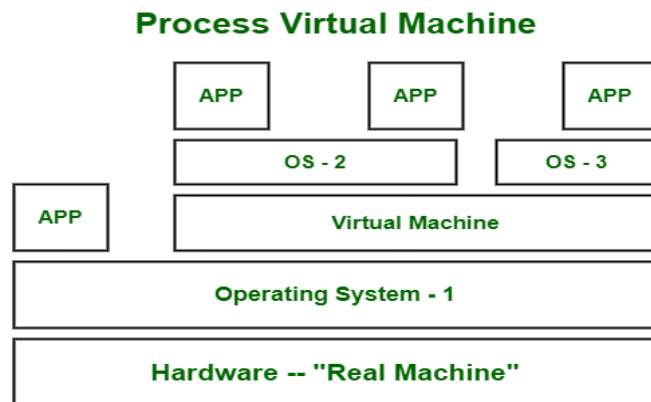 Process Virtual Machine
APP APP APP
OS - 2 OS - 3
APP
Virtual Machine
Operating System - 1
Hardware -- "Real Machine"